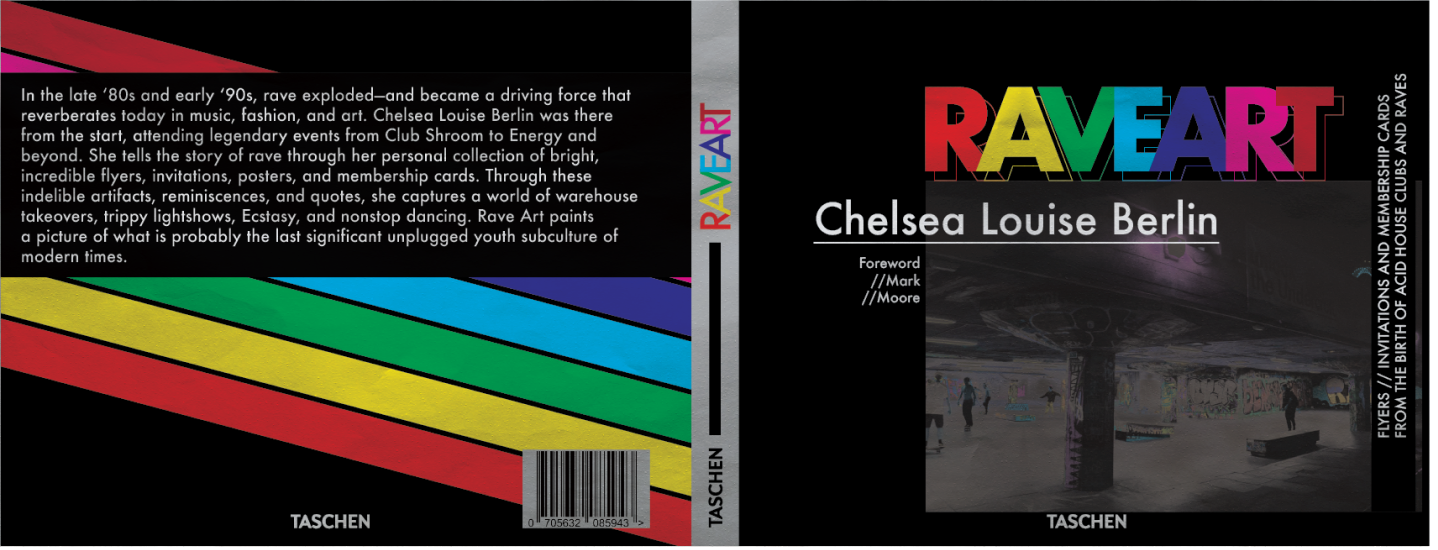 In the late ‘80s and early ‘90s, rave exploded—and became a driving force that
reverberates today in music, fashion, and art. Chelsea Louise Berlin was there
from the start, attending legendary events from Club Shroom to Energy and
beyond. She tells the story of rave through her personal collection of bright,
incredible flyers, invitations, posters, and membership cards. Through these
indelible artifacts, reminiscences, and quotes, she captures a world of warehouse
takeovers, trippy lightshows, Ecstasy, and nonstop dancing. Rave Art paints
a picture of what is probably the last significant unplugged youth subculture of
modern times.
TASCHEN
0 705632 085943 >
RAVEART
TASCHEN
RAVEART
Chelsea Louise Berlin
Foreword
//Mark
//Moore
FLYERS // INVITATIONS AND MEMBERSHIP CARDS
FROM THE BIRTH OF ACID HOUSE CLUBS AND RAVES
TASCHEN